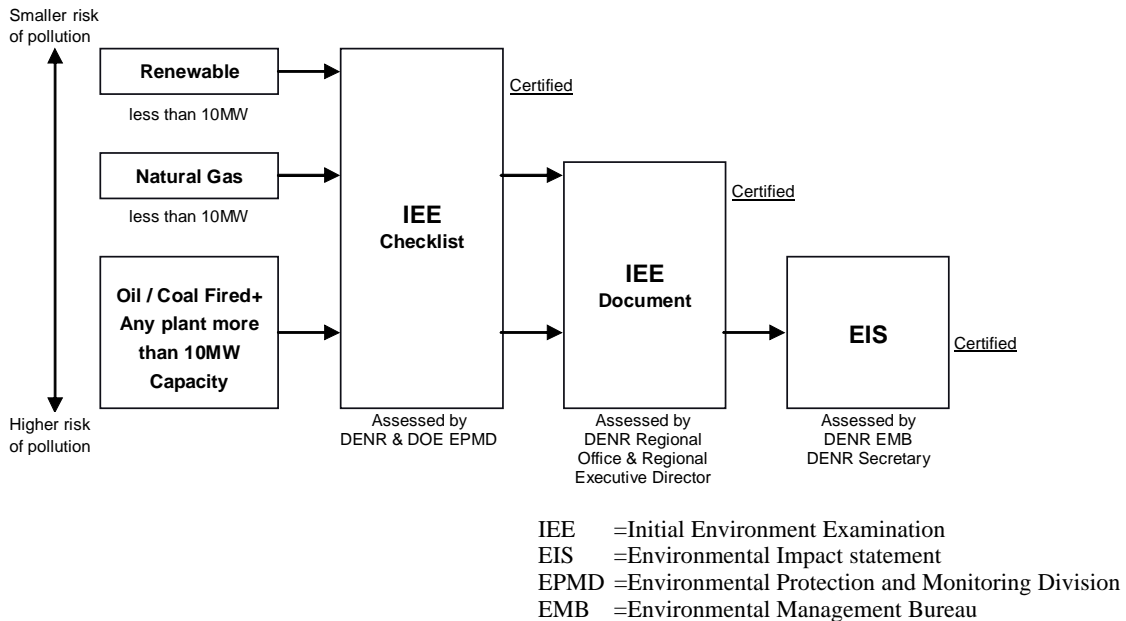 Smaller risk
of pollution
Renewable
less than 10MW
Natural Gas
less than 10MW
Oil / Coal Fired+
Any plant more
than 10MW
Capacity
Higher risk
of pollution
IEE
Checklist
Certified
Assessed by
DENR & DOE EPMD
IEE
Document
Certified
Assessed by
DENR Regional
Office & Regional
Executive Director
EIS
Certified
Assessed by
DENR EMB
DENR Secretary
IEE =Initial Environment Examination
EIS =Environmental Impact statement
EPMD =Environmental Protection and Monitoring Division
EMB =Environmental Management Bureau